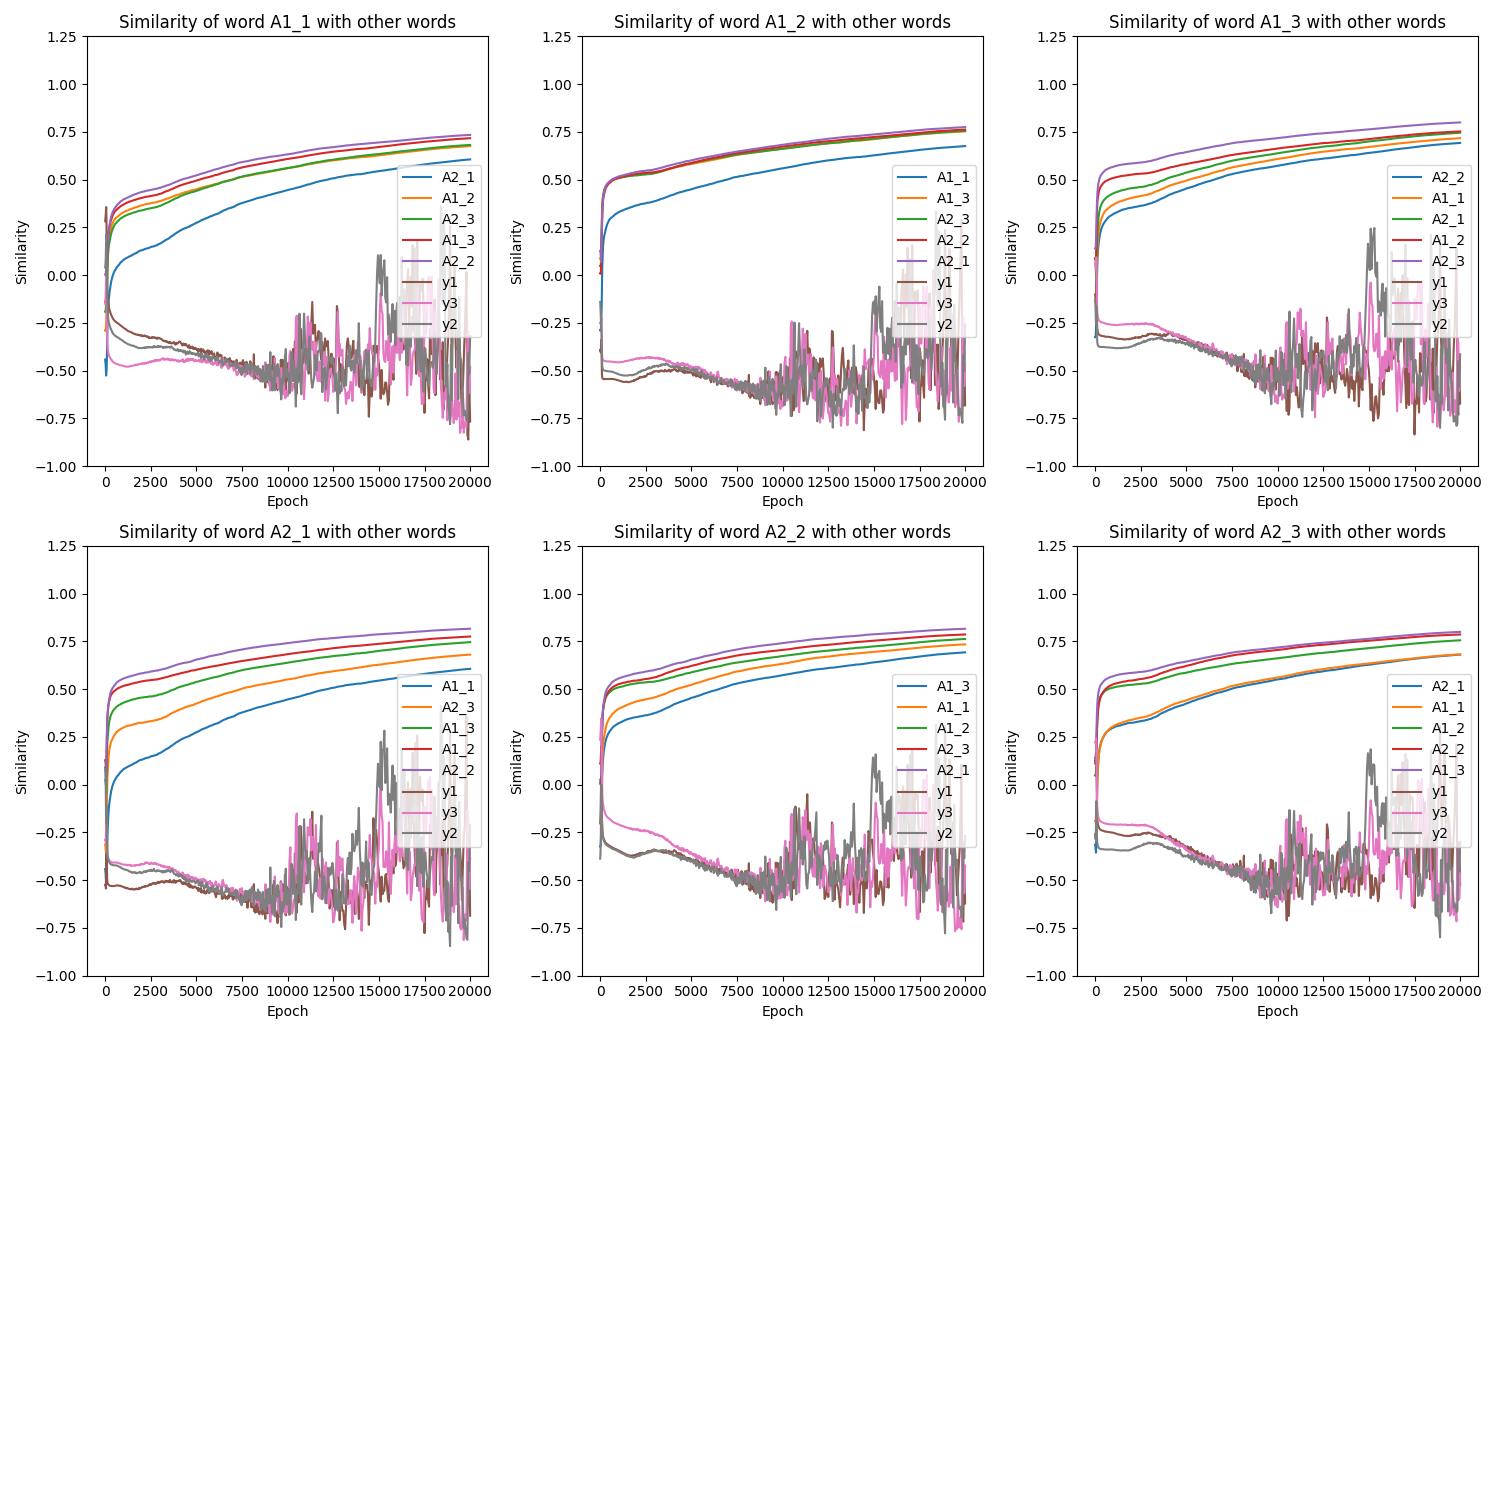 Similarity of word A1_1 with other words
1.25
1.00
0.75
0.50
0.25
0.00
−0.25
−0.50
−0.75
−1.00
Similarity
A2_1
A1_2
A2_3
A1_3
A2_2
y1
y3
y2
0 2500 5000 7500 10000 12500 15000 17500 20000
Epoch
Similarity of word A1_2 with other words
1.25
1.00
0.75
0.50
0.25
0.00
−0.25
−0.50
−0.75
−1.00
Similarity
A1_1
A1_3
A2_3
A2_2
A2_1
y1
y3
y2
0 2500 5000 7500 10000 12500 15000 17500 20000
Epoch
Similarity of word A1_3 with other words
1.25
1.00
0.75
0.50
0.25
0.00
−0.25
−0.50
−0.75
−1.00
Similarity
A2_2
A1_1
A2_1
A1_2
A2_3
y1
y3
y2
0 2500 5000 7500 10000 12500 15000 17500 20000
Epoch
Similarity of word A2_1 with other words
1.25
1.00
0.75
0.50
0.25
0.00
−0.25
−0.50
−0.75
−1.00
Similarity
A1_1
A2_3
A1_3
A1_2
A2_2
y1
y3
y2
0 2500 5000 7500 10000 12500 15000 17500 20000
Epoch
Similarity of word A2_2 with other words
1.25
1.00
0.75
0.50
0.25
0.00
−0.25
−0.50
−0.75
−1.00
Similarity
A1_3
A1_1
A1_2
A2_3
A2_1
y1
y3
y2
0 2500 5000 7500 10000 12500 15000 17500 20000
Epoch
Similarity of word A2_3 with other words
1.25
1.00
0.75
0.50
0.25
0.00
−0.25
−0.50
−0.75
−1.00
Similarity
A2_1
A1_1
A1_2
A2_2
A1_3
y1
y3
y2
0 2500 5000 7500 10000 12500 15000 17500 20000
Epoch